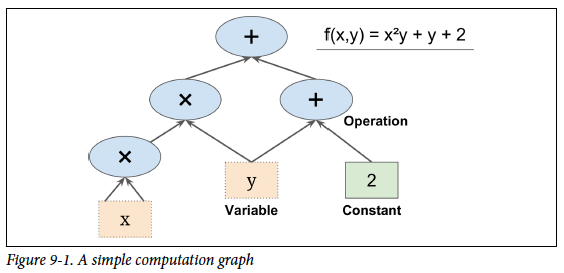 +
f(x,y) = x²y + y + 2
×
+
Operation
×
y
2
x
Variable
Constant
Figure 9-1. A simple computation graph